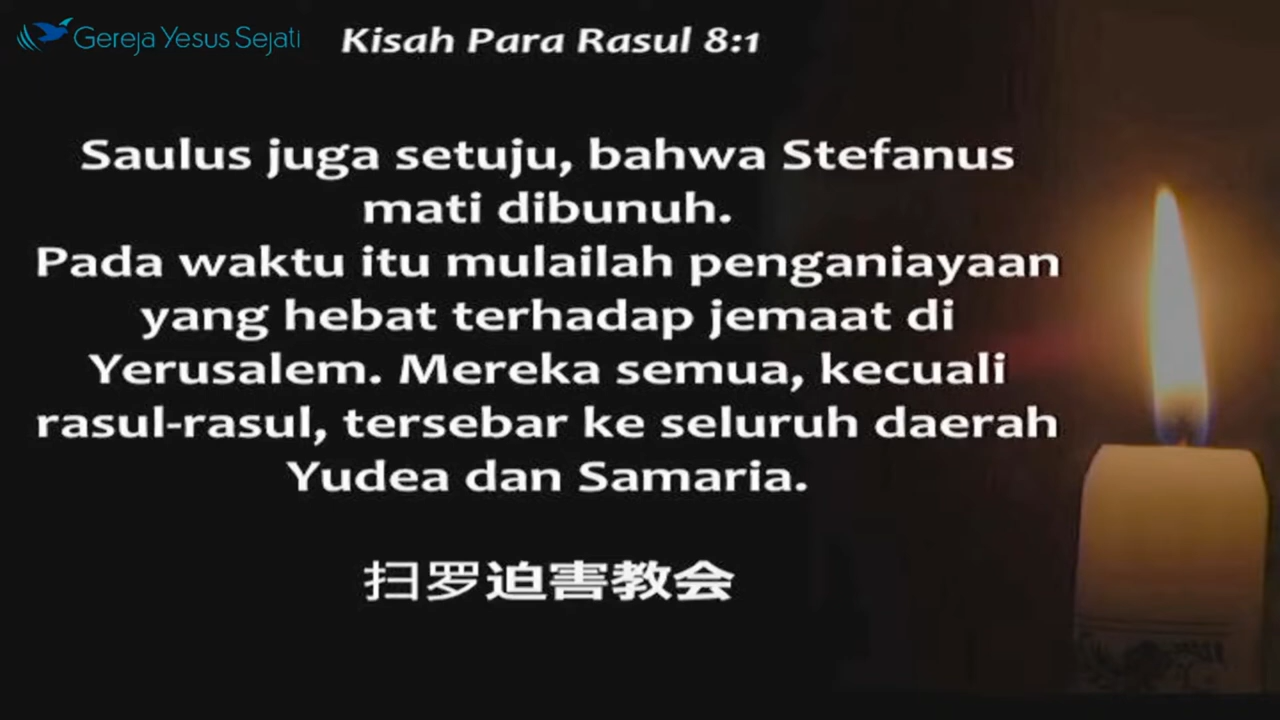 Gereja Yesus Sejati
Kisah Para Rasul 8:1
Saulus juga setuju, bahwa Stefanus
mati dibunuh.
Pada waktu itu mulailah penganiayaan
yang hebat terhadap jemaat di
Yerusalem. Mereka semua, kecuali
rasul-rasul, tersebar ke seluruh daerah
Yudea dan Samaria.
扫罗迫害教会